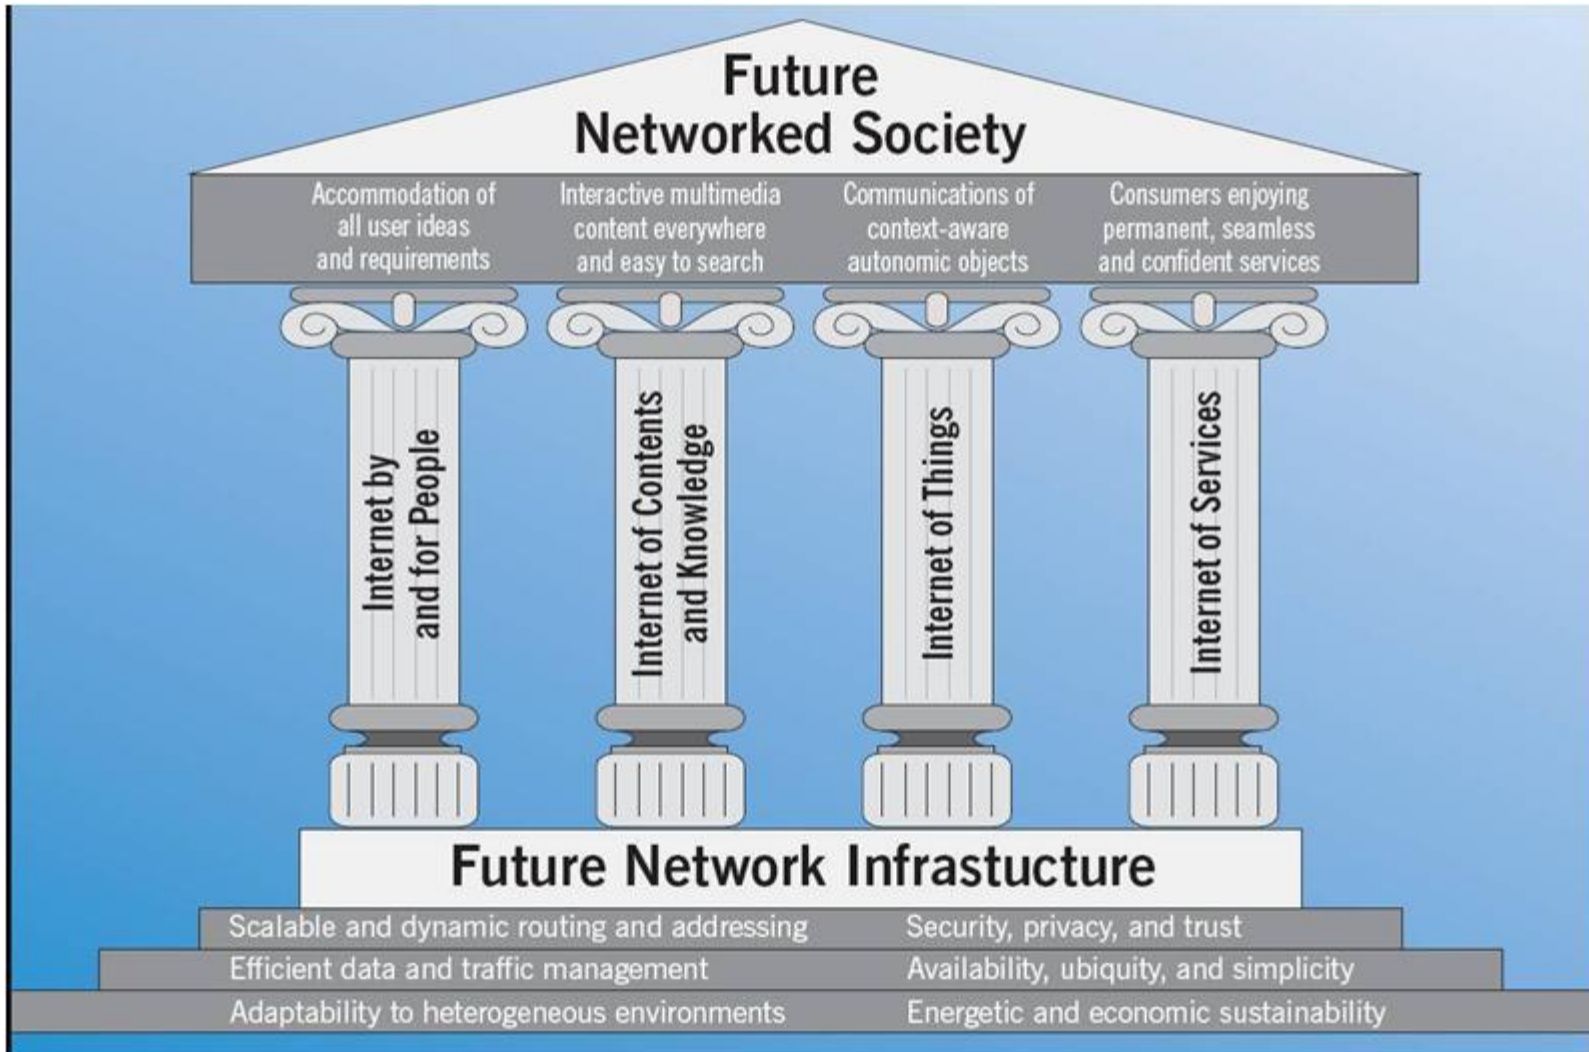 Future
Networked Society
Accommodation of
all user ideas
and requirements
Interactive multimedia
content everywhere
and easy to search
Communications of
context-aware
autonomic objects
Consumers enjoying
permanent, seamless
and confident services
Internet by
and for People
Internet of Contents
and Knowledge
Internet of Things
Internet of Services
Future Network Infrastucture
Scalable and dynamic routing and addressing
Security, privacy, and trust
Efficient data and traffic management
Availability, ubiquity, and simplicity
Adaptability to heterogeneous environments
Energetic and economic sustainability